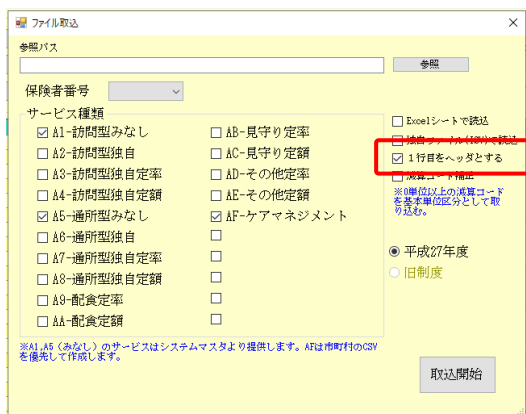 ファイル取込
参照パス
参照
保険者番号
サービス種類
A1-訪問型みなし
A2-訪問型独自
A3-訪問型独自定率
A4-訪問型独自定額
A5-通所型みなし
A6-通所型独自
A7-通所型独自定率
A8-通所型独自定額
A9-配食定率
AA-配食定額
AB-見守り定率
AC-見守り定額
AD-その他定率
AE-その他定額
AF-ケアマネジメント
Excelシートで読込
で読込
1行目をヘッダとする
減算コード補正
※0単位以上の減算コード
を基本単位区分として取
り込む。
平成27年度
旧制度
※A1,A5（みなし）のサービスはシステムマスタより提供します。AFは市町村のCSV
を優先して作成します。
取込開始